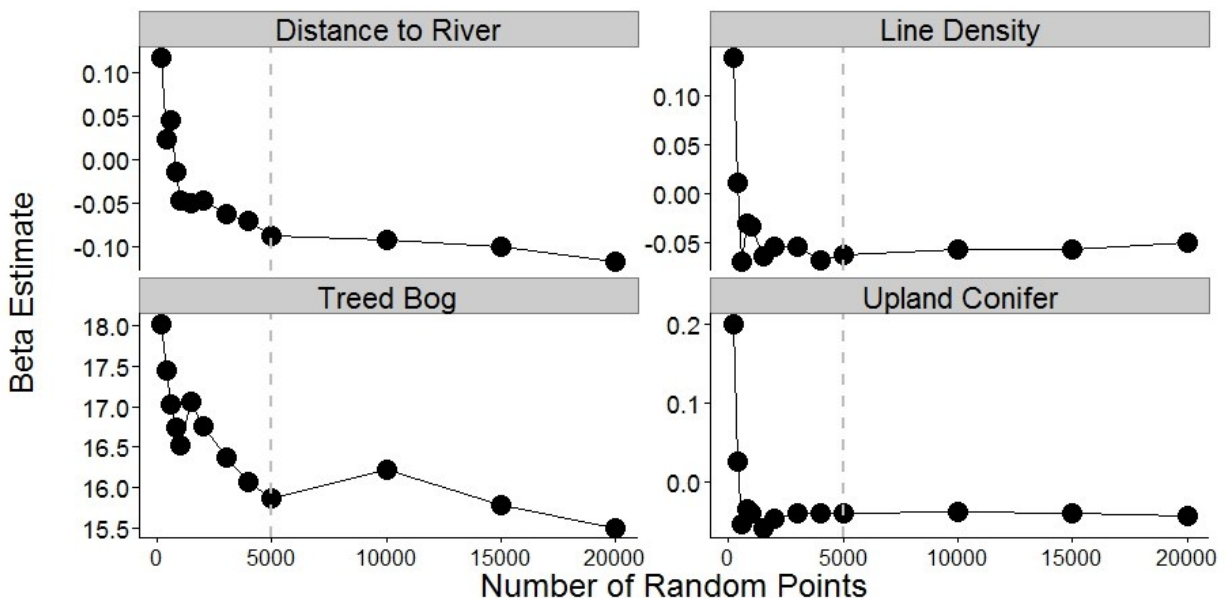 Distance to River
Line Density
0.10
0.05
0.00
-0.05
-0.10
0.10
0.05
0.00
-0.05
Beta Estimate
Treed Bog
Upland Conifer
18.0
17.5
17.0
16.5
16.0
15.5
0.2
0.1
0.0
0 5000 10000 15000 20000
0 5000 10000 15000 20000
Number of Random Points